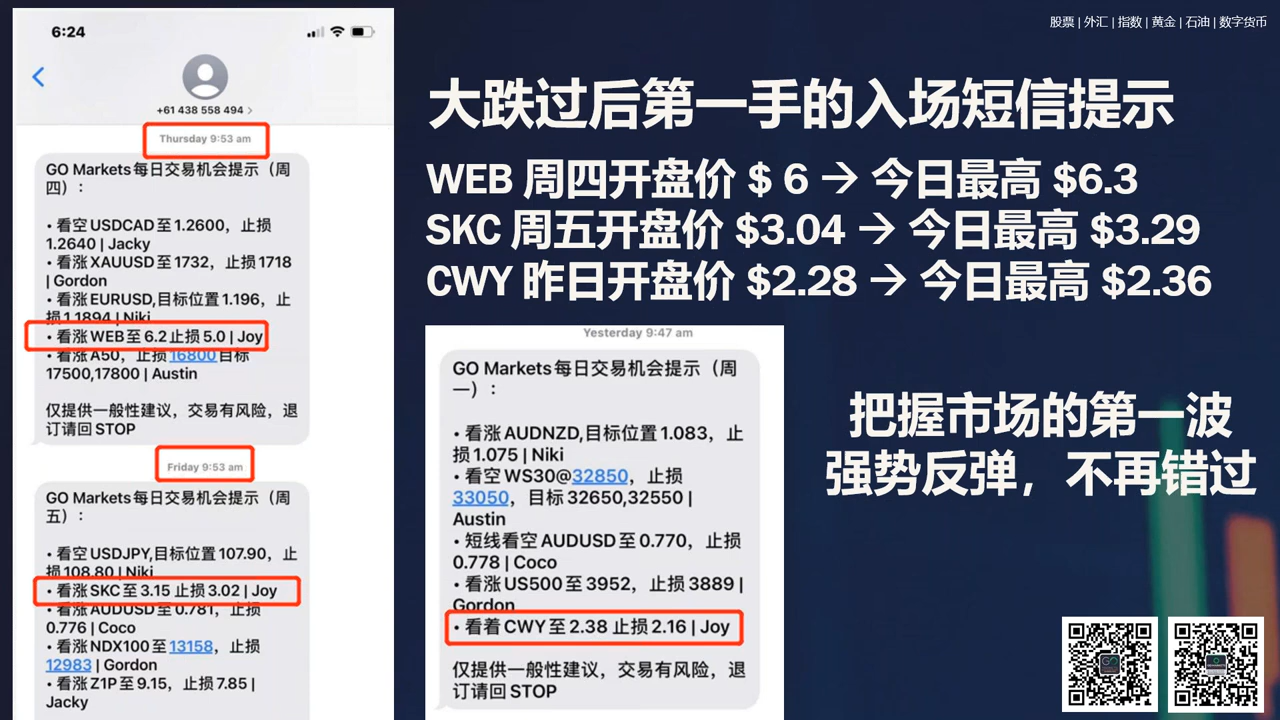 6:24
+61 438 558 494 >
Thursday 9:53 am
GO Markets每日交易机会提示（周
四）：
• 看空USDCAD至1.2600，止损
1.2640 | Jacky
• 看涨XAUUSD至1732，止损1718
| Gordon
• 看涨EURUSD,目标位置1.196，止
损1.1894 | Niki
• 看涨WEB至6.2止损5.0 | Joy
• 看涨A50，止损16800目标
17500,17800 | Austin
仅提供一般性建议，交易有风险，退
订请回STOP
Friday 9:53 am
GO Markets每日交易机会提示（周
五）：
• 看空USDJPY,目标位置107.90，止
损108.80 | Niki
• 看涨SKC至3.15 止损3.02 | Joy
• 看涨AUDUSD至0.781，止损
0.776 | Coco
• 看涨NDX100至13158，止损
12983 | Gordon
• 看涨Z1P至9.15，止损7.85 |
Jacky
股票 | 外汇 | 指数 | 黄金 | 石油 | 数字货币
大跌过后第一手的入场短信提示
WEB 周四开盘价 $ 6 → 今日最高 $6.3
SKC 周五开盘价 $3.04 → 今日最高 $3.29
CWY 昨日开盘价 $2.28 → 今日最高 $2.36
Yesterday 9:47 am
GO Markets每日交易机会提示（周
一）：
• 看涨AUDNZD,目标位置1.083，止
损1.075 | Niki
• 看空WS30@32850，止损
33050，目标32650,32550 |
Austin
• 短线看空AUDUSD至0.770，止损
0.778 | Coco
• 看涨US500至3952，止损3889 |
Gordon
• 看着CWY至2.38 止损2.16 | Joy
仅提供一般性建议，交易有风险，退
订请回STOP
把握市场的第一波
强势反弹，不再错过